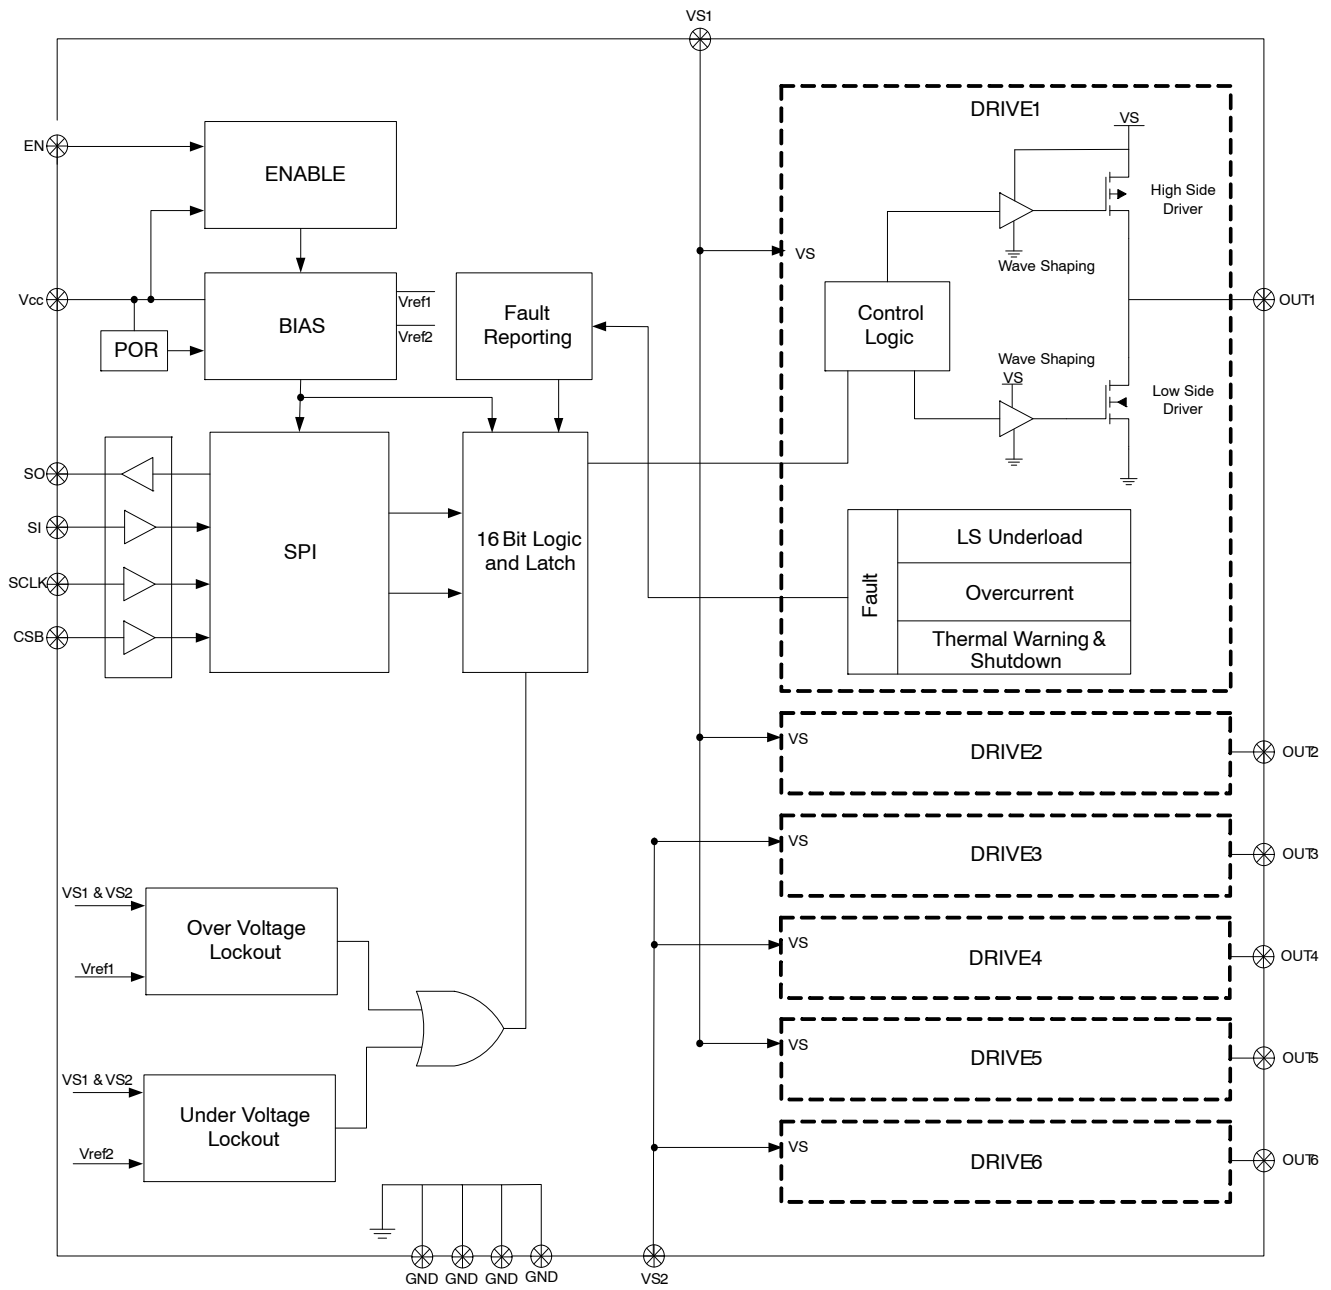 VS1
DRIVE1
VS
EN
ENABLE
High Side
Driver
VS
Wave Shaping
Vcc
BIAS
Vref1
Vref2
POR
Fault
Reporting
Control
Logic
OUT1
Wave Shaping
VS
Low Side
Driver
SO
SI
SCLK
CSB
SPI
16 Bit Logic
and Latch
Fault
LS Underload
Overcurrent
Thermal Warning &
Shutdown
VS
DRIVE2
OUT2
VS
DRIVE3
OUT3
VS1 & VS2
Vref1
Over Voltage
Lockout
VS
DRIVE4
OUT4
VS
DRIVE5
OUT5
VS1 & VS2
Vref2
Under Voltage
Lockout
VS
DRIVE6
OUT6
GND
GND
GND
GND
VS2